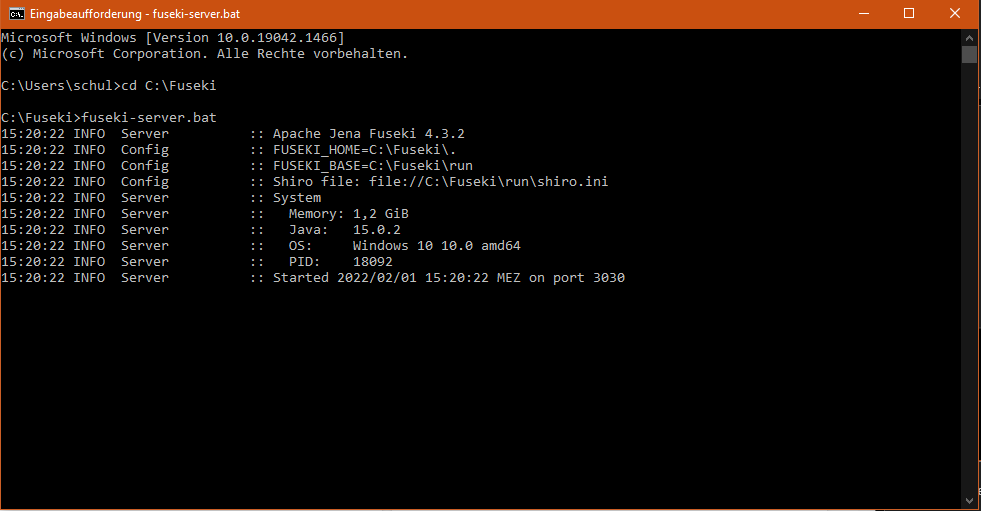 Eingabeaufforderung - fuseki-server.bat
Microsoft Windows [Version 10.0.19042.1466]
(c) Microsoft Corporation. Alle Rechte vorbehalten.
C:\Users\schul>cd C:\Fuseki
C:\Fuseki>fuseki-server.bat
15:20:22 INFO  Server          :: Apache Jena Fuseki 4.3.2
15:20:22 INFO  Config          :: FUSEKI_HOME=C:\Fuseki\.
15:20:22 INFO  Config          :: FUSEKI_BASE=C:\Fuseki\run
15:20:22 INFO  Config          :: Shiro file: file://C:\Fuseki\run\shiro.ini
15:20:22 INFO  Server          :: System
15:20:22 INFO  Server          ::   Memory: 1,2 GiB
15:20:22 INFO  Server          ::   Java:   15.0.2
15:20:22 INFO  Server          ::   OS:     Windows 10 10.0 amd64
15:20:22 INFO  Server          ::   PID:    18092
15:20:22 INFO  Server          :: Started 2022/02/01 15:20:22 MEZ on port 3030